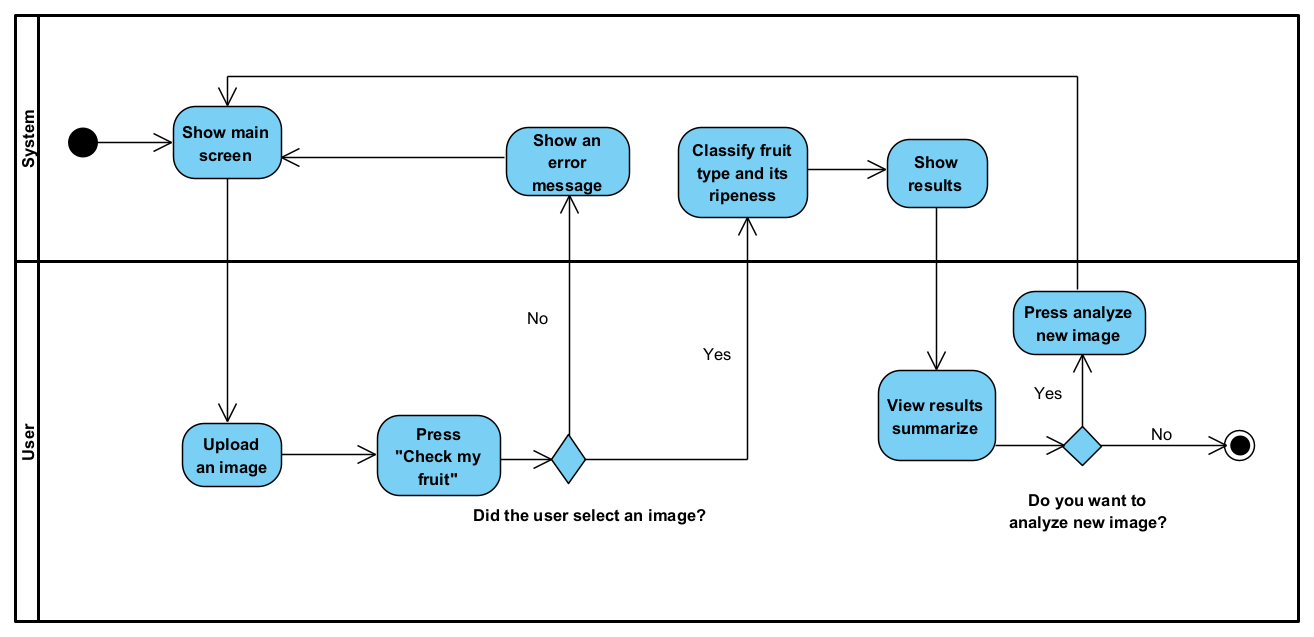 System
Show main
screen
Show an
error
message
Classify fruit
type and its
ripeness
Show
results
User
Upload
an image
Press
"Check my
fruit"
Did the user select an image?
No
Yes
View results
summarize
Press analyze
new image
Yes
No
Do you want to
analyze new image?